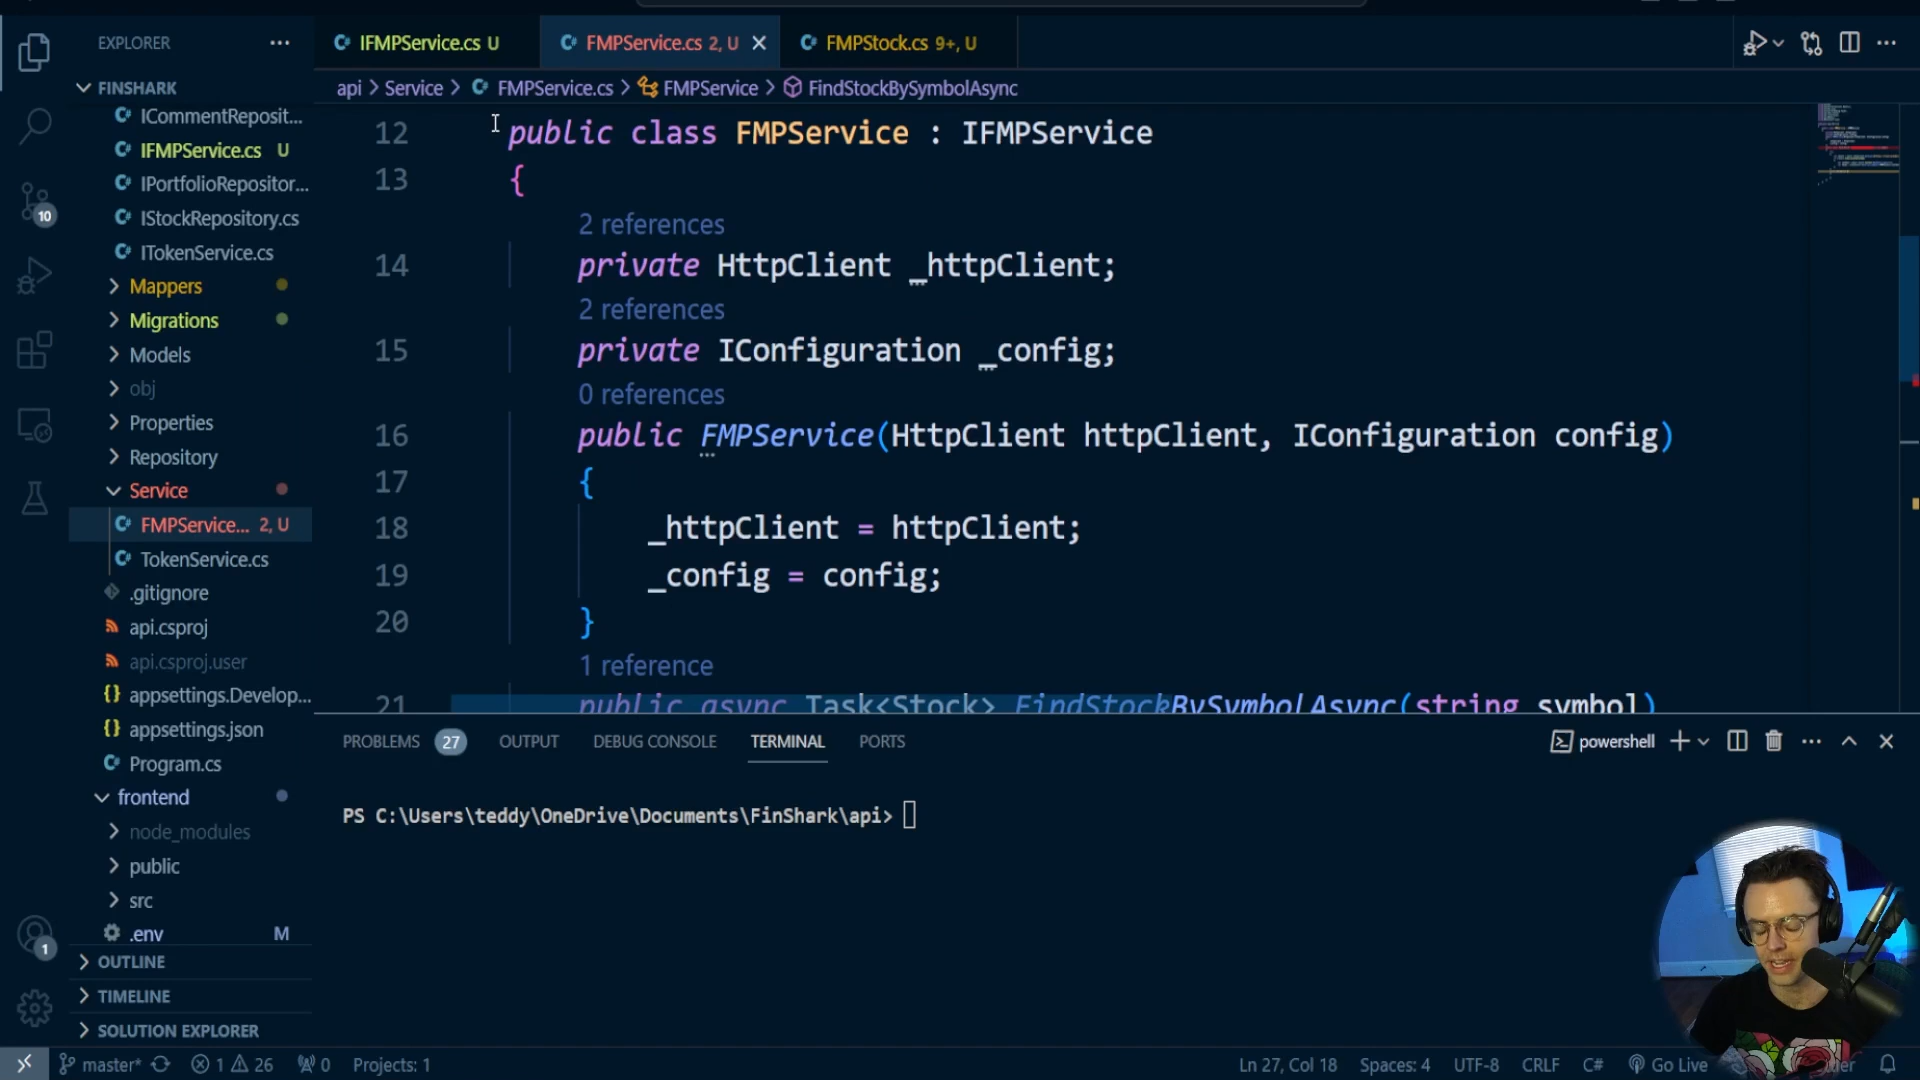 EXPLORER
FINSHARK
ICommentReposit...
IFMPService.cs U
IPortfolioRepositor...
IStockRepository.cs
ITokenService.cs
Mappers
Migrations
Models
obj
Properties
Repository
Service
FMPService... 2, U
TokenService.cs
.gitignore
api.csproj
api.csproj.user
appsettings.Develop...
appsettings.json
Program.cs
frontend
node_modules
public
src
.env M
OUTLINE
TIMELINE
SOLUTION EXPLORER
10
1
IFMPService.cs U
FMPService.cs 2, U
FMPStock.cs 9+, U
api > Service > FMPService.cs > FMPService > FindStockBySymbolAsync
12 public class FMPService : IFMPService
13 {
2 references
14 private HttpClient _httpClient;
2 references
15 private IConfiguration _config;
0 references
16 public FMPService(HttpClient httpClient, IConfiguration config)
17 {
18 _httpClient = httpClient;
19 _config = config;
20 }
1 reference
21 public async Task<Stock> FindStockBySymbolAsync(string symbol)
PROBLEMS 27 OUTPUT DEBUG CONSOLE TERMINAL PORTS
powershell
PS C:\Users\teddy\OneDrive\Documents\FinShark\api>
master* 1 26 0 Projects: 1
Ln 27, Col 18 Spaces: 4 UTF-8 CRLF C# Go Live